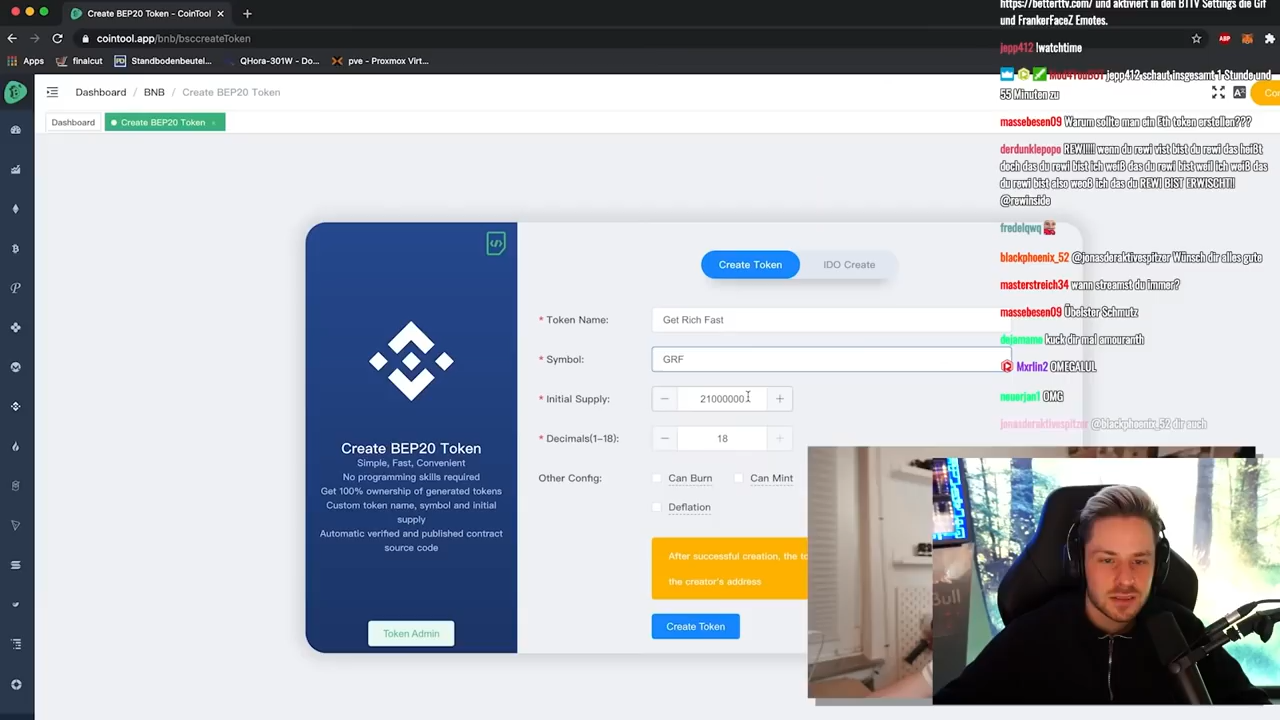 Create BEP20 Token – CoinTool
cointool.app/bnb/bsccreateToken
Apps
finalcut
Standbodenbeutel...
QHora-301W – Op...
pve – Proxmox Virt...
Dashboard / BNB / Create BEP20 Token
Dashboard
Create BEP20 Token
Create BEP20 Token
Simple, Fast, Convenient
No programming skills required
Get 100% ownership of generated tokens
Custom token name, symbol and initial
supply
Automatic verified and published contract
source code
Token Admin
Create Token
IDO Create
* Token Name: Get Rich Fast
* Symbol: GRF
* Initial Supply: 21000000
* Decimals(1–18): 18
Other Config: Can Burn Can Mint
Deflation
After successful creation, the to
the creator's address
Create Token
https://betterttv.com/ und aktiviert in den BTTV Settings die Gif
und FrankerFaceZ Emotes.
jepp412 !watchtime
Mod4YouBOT jepp412 schaut insgesamt 1 Stunde und
55 Minuten zu
massebesen09 Warum sollte man ein Eth token erstellen???
derdunklepopo REWI!!!! wenn du rewi vist bist du rewi das heißt
doch das du rewi bist ich weiß das du rewi bist weil ich weiß das
du rewi bist also weoß ich das du REWI BIST ERWISCHT!!
@rewinside
fredelqwq
blackphoenix_52 @jonasderaktivespitzer Wünsch dir alles gute
masterstreich34 wann streamst du immer?
massebesen09 Übelster Schmutz
dejamame kuck dir mal amouranth
Mxrlin2 OMEGALUL
neuerjan1 OMG
jonasderaktivespitzer @blackphoenix_52 dir auch